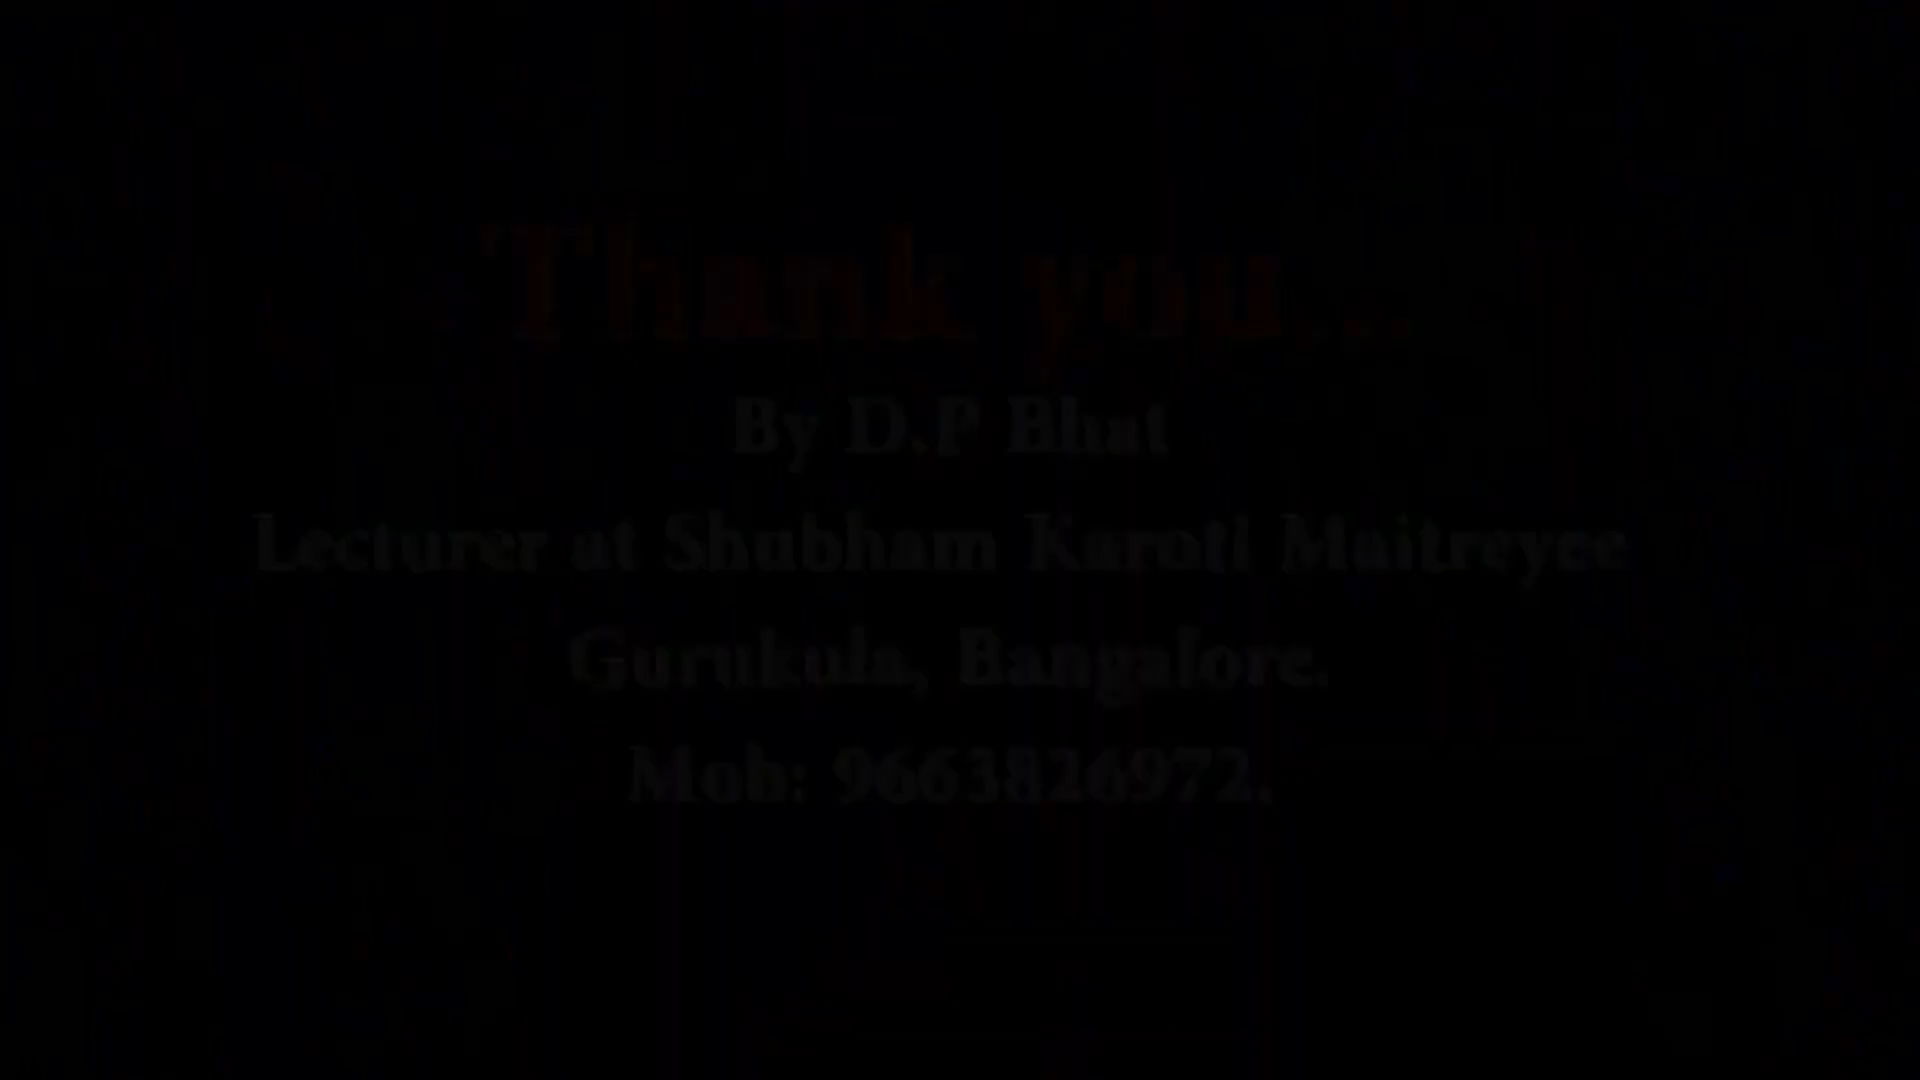 Thank you...
By D.P Bhat
Lecturer at Shubham Karoti Maitreyee
Gurukula, Bangalore.
Mob: 9663826972.